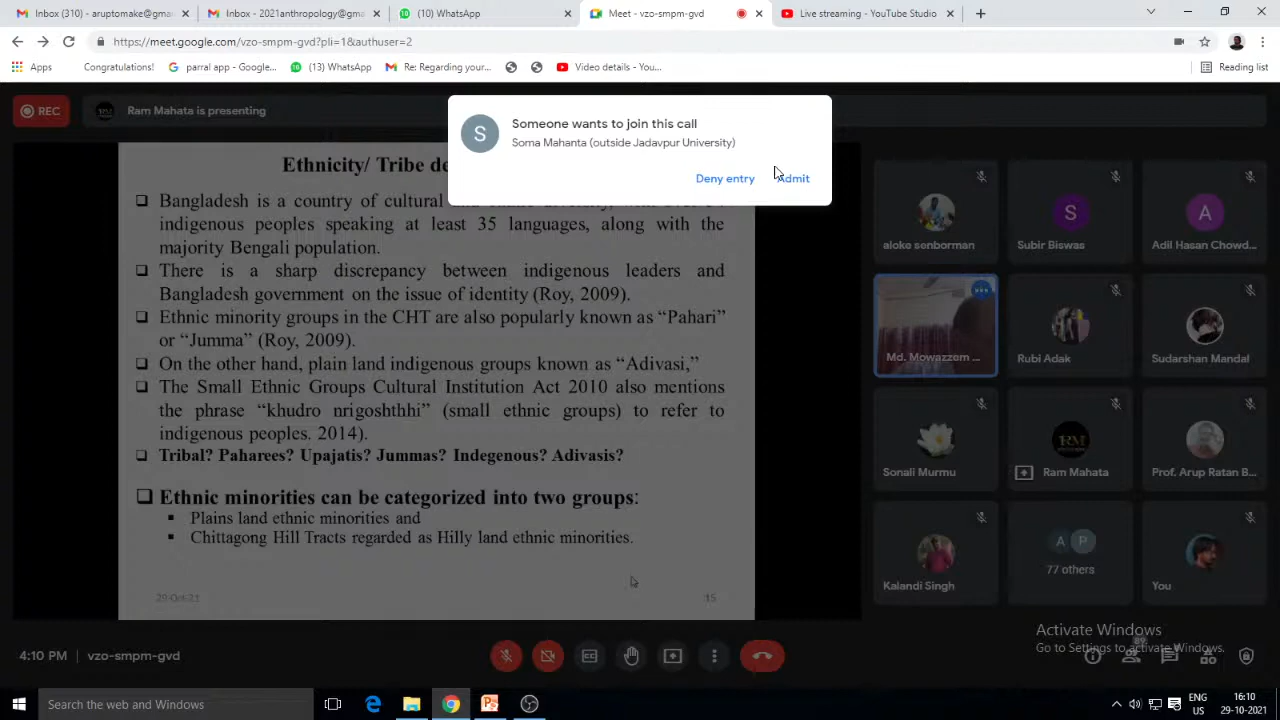 Inbox (310) - aruptomake@gma
Inbox - 2021anthropology@gma
(10) WhatsApp
Meet - vzo-smpm-gvd
Live streaming - YouTube Studio
https://meet.google.com/vzo-smpm-gvd?pli=1&authuser=2
Apps
Congratulations!
parral app - Google...
(13) WhatsApp
Re: Regarding your...
Video details - You...
Reading list
REC
Ram Mahata is presenting
S
Someone wants to join this call
Soma Mahanta (outside Jadavpur University)
Deny entry
Admit
Ethnicity/ Tribe de
Bangladesh is a country of cultural
indigenous peoples speaking at least 35 languages, along with the
majority Bengali population.
There is a sharp discrepancy between indigenous leaders and
Bangladesh government on the issue of identity (Roy, 2009).
Ethnic minority groups in the CHT are also popularly known as “Pahari”
or “Jumma” (Roy, 2009).
On the other hand, plain land indigenous groups known as “Adivasi,”
The Small Ethnic Groups Cultural Institution Act 2010 also mentions
the phrase “khudro nrigoshthhi” (small ethnic groups) to refer to
indigenous peoples. 2014).
Tribal? Paharees? Upajatis? Jummas? Indegenous? Adivasis?
Ethnic minorities can be categorized into two groups:
Plains land ethnic minorities and
Chittagong Hill Tracts regarded as Hilly land ethnic minorities.
29-Oct-21
15
aloke senborman
S
Subir Biswas
A
Adil Hasan Chowd...
Md. Mowazzem ...
Rubi Adak
Sudarshan Mandal
Sonali Murmu
RM
Ram Mahata
Prof. Arup Ratan B...
Kalandi Singh
A P
77 others
You
Activate Windows
Go to Settings to activate Windows.
4:10 PM | vzo-smpm-gvd
Search the web and Windows
ENG
US
16:10
29-10-2021